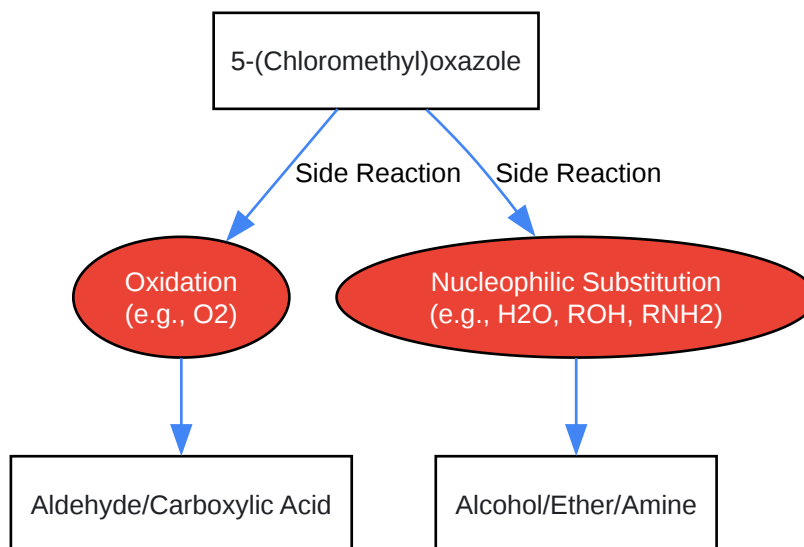 5-(Chloromethyl)oxazole
Side Reaction
Side Reaction
Oxidation
(e.g., O2)
Nucleophilic Substitution
(e.g., H2O, ROH, RNH2)
Aldehyde/Carboxylic Acid
Alcohol/Ether/Amine